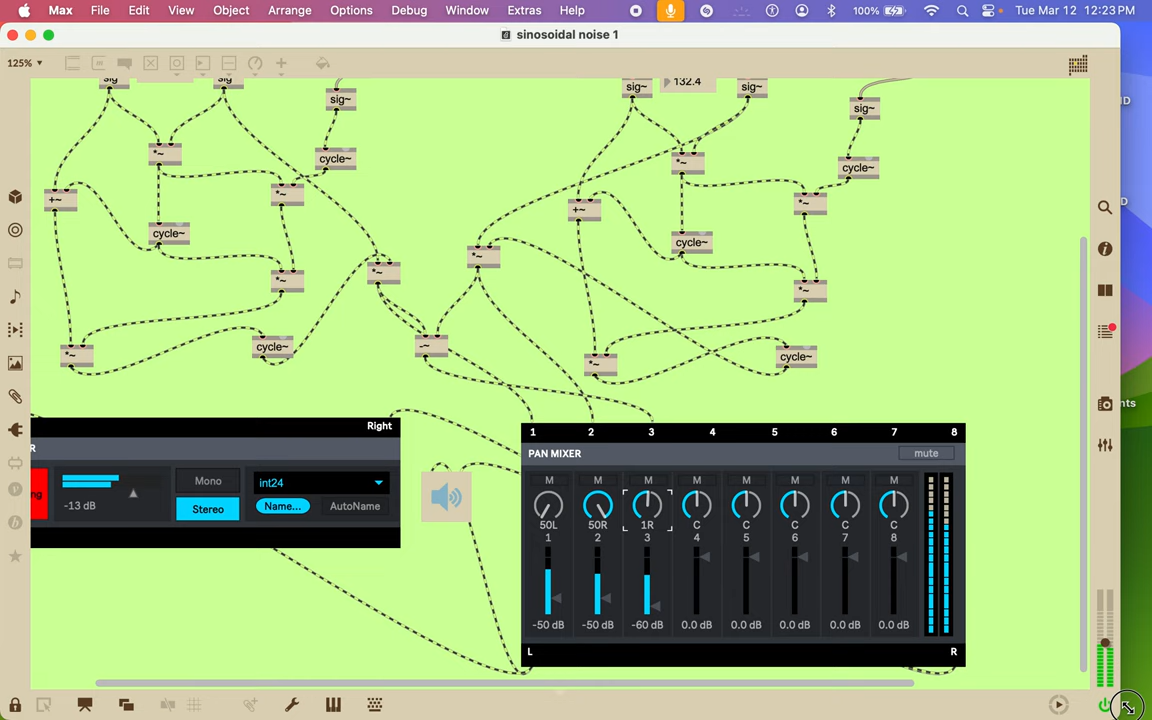 Max File Edit View Object Arrange Options Debug Window Extras Help 100% Tue Mar 12 12:23 PM
sinosoidal noise 1
125%
132.4
sig~ sig~ sig~
sig~ sig~
*~ cycle~ *~ cycle~
+~ *~ +~ *~
cycle~ cycle~
*~ *~ *~ *~
*~ cycle~ -~ *~ cycle~
Right
1 2 3 4 5 6 7 8
R
PAN MIXER mute
ng Mono int24
-13 dB Stereo Name... AutoName
M M M M M M M M
50L 50R 1R C C C C C
1 2 3 4 5 6 7 8
-50 dB -50 dB -60 dB 0.0 dB 0.0 dB 0.0 dB 0.0 dB 0.0 dB
L R
D
D
nts